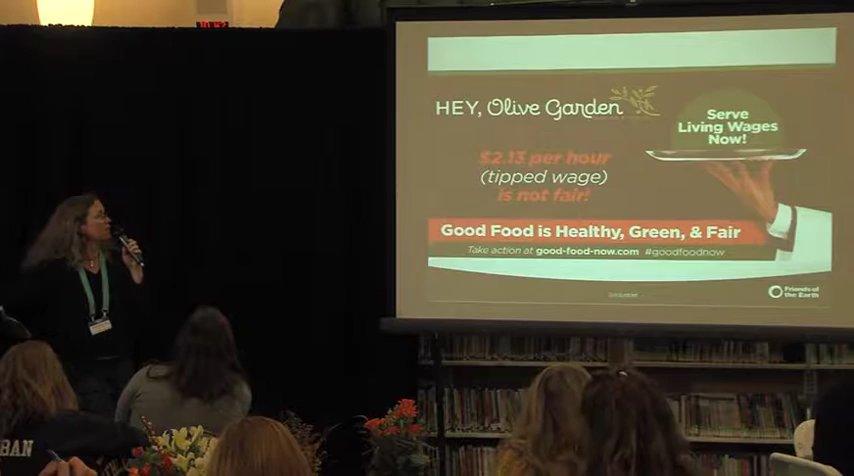 HEY, Olive Garden
Serve
Living Wages
Now!
$2.13 per hour
(tipped wage)
is not fair!
Good Food is Healthy, Green, & Fair
Take action at good-food-now.com #goodfoodnow
Friends of
the Earth
BAN